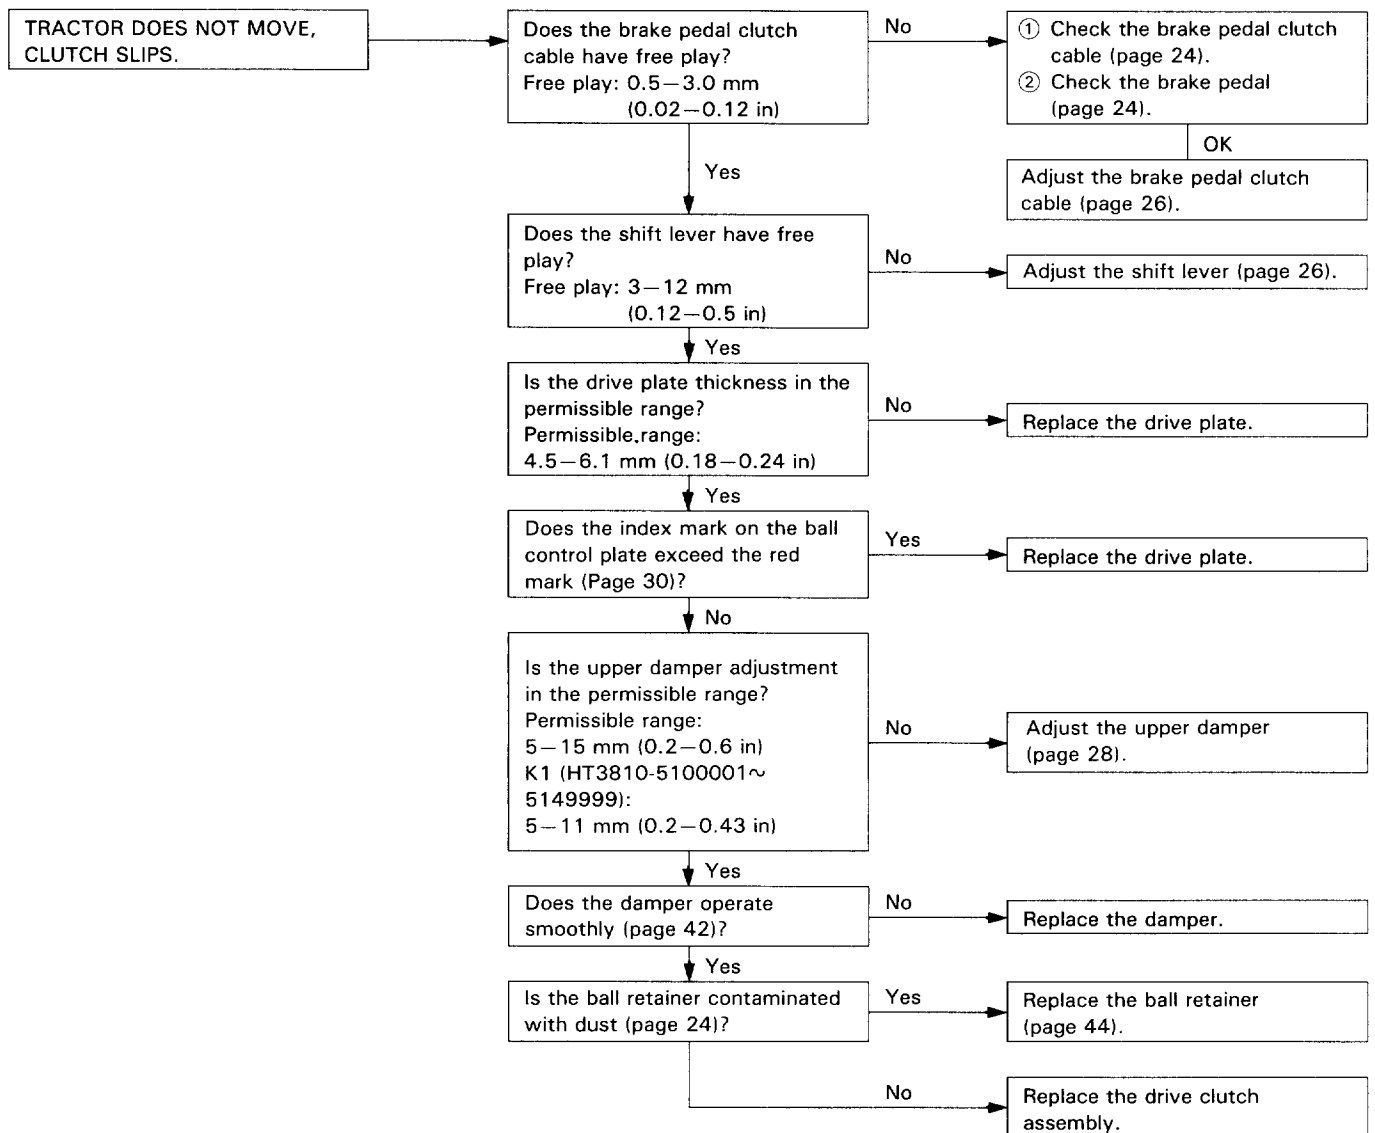 TRACTOR DOES NOT MOVE,
CLUTCH SLIPS.
Does the brake pedal clutch
cable have free play?
Free play: 0.5—3.0 mm
(0.02—0.12 in)
No
① Check the brake pedal clutch
cable (page 24).
② Check the brake pedal
(page 24).
OK
Adjust the brake pedal clutch
cable (page 26).
Yes
Does the shift lever have free
play?
Free play: 3—12 mm
(0.12—0.5 in)
No
Adjust the shift lever (page 26).
Yes
Is the drive plate thickness in the
permissible range?
Permissible.range:
4.5—6.1 mm (0.18—0.24 in)
No
Replace the drive plate.
Yes
Does the index mark on the ball
control plate exceed the red
mark (Page 30)?
Yes
Replace the drive plate.
No
Is the upper damper adjustment
in the permissible range?
Permissible range:
5—15 mm (0.2—0.6 in)
K1 (HT3810-5100001~
5149999):
5—11 mm (0.2—0.43 in)
No
Adjust the upper damper
(page 28).
Yes
Does the damper operate
smoothly (page 42)?
No
Replace the damper.
Yes
Is the ball retainer contaminated
with dust (page 24)?
Yes
Replace the ball retainer
(page 44).
No
Replace the drive clutch
assembly.